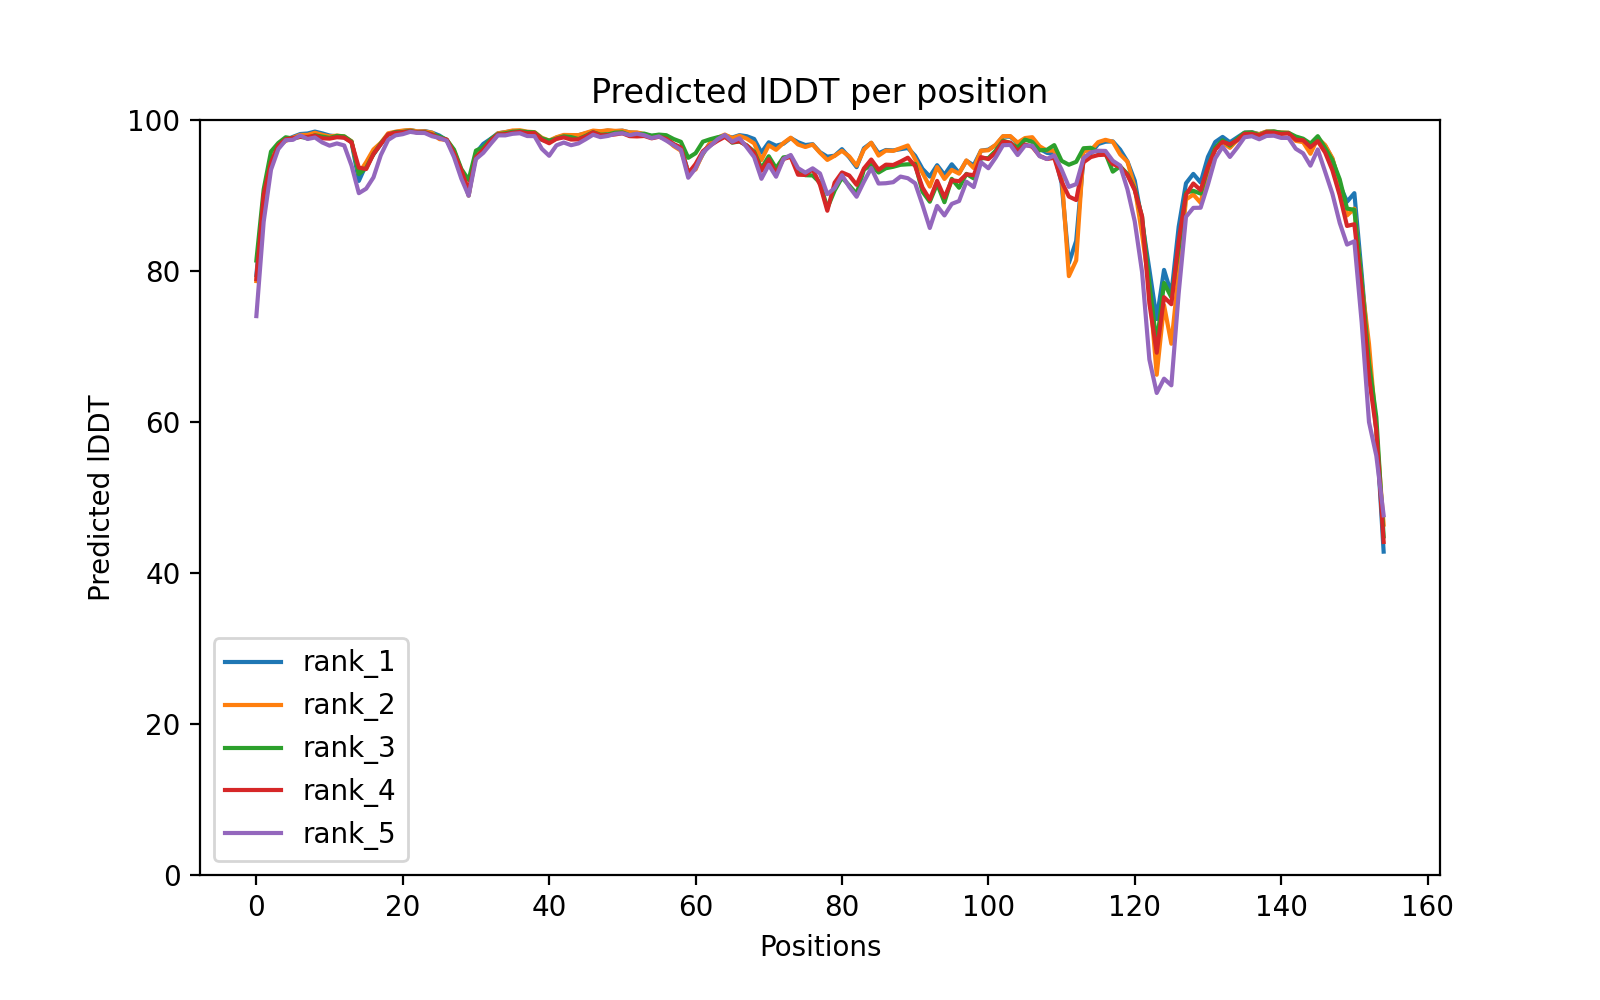 Predicted lDDT per position
100
80
60
40
20
0
Predicted lDDT
rank_1
rank_2
rank_3
rank_4
rank_5
0 20 40 60 80 100 120 140 160
Positions